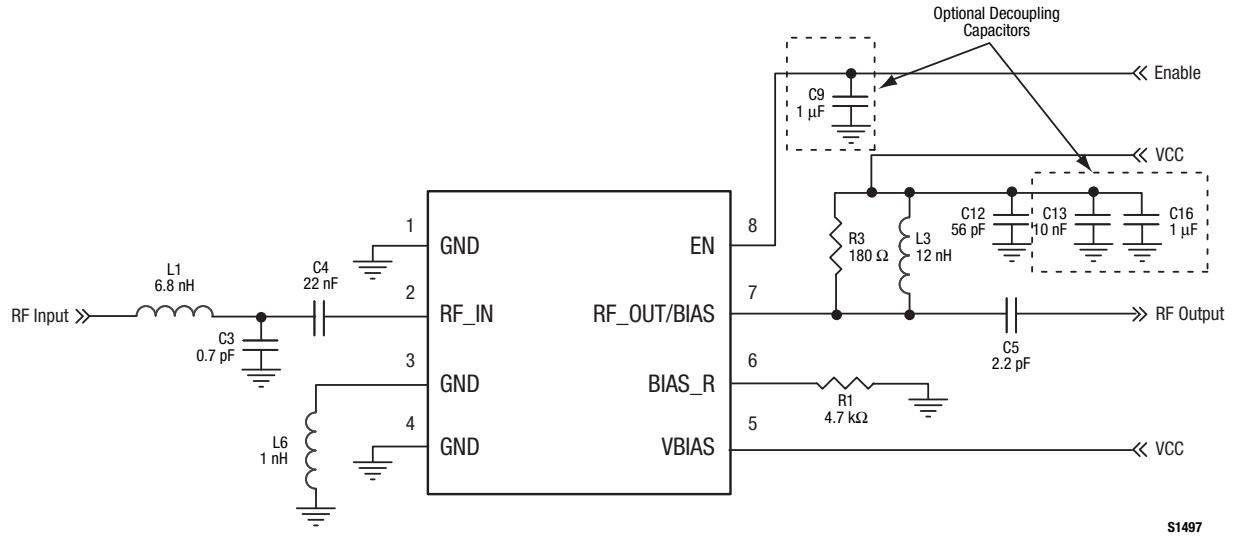 Optional Decoupling
Capacitors
Enable
C9
1 µF
VCC
1
GND
8
EN
R3
180 Ω
L3
12 nH
C12
56 pF
C13
10 nF
C16
1 µF
L1
6.8 nH
C4
22 nF
2
RF_IN
7
RF_OUT/BIAS
RF Input
RF Output
C3
0.7 pF
C5
2.2 pF
3
GND
6
BIAS_R
R1
4.7 kΩ
L6
1 nH
4
GND
5
VBIAS
VCC
S1497